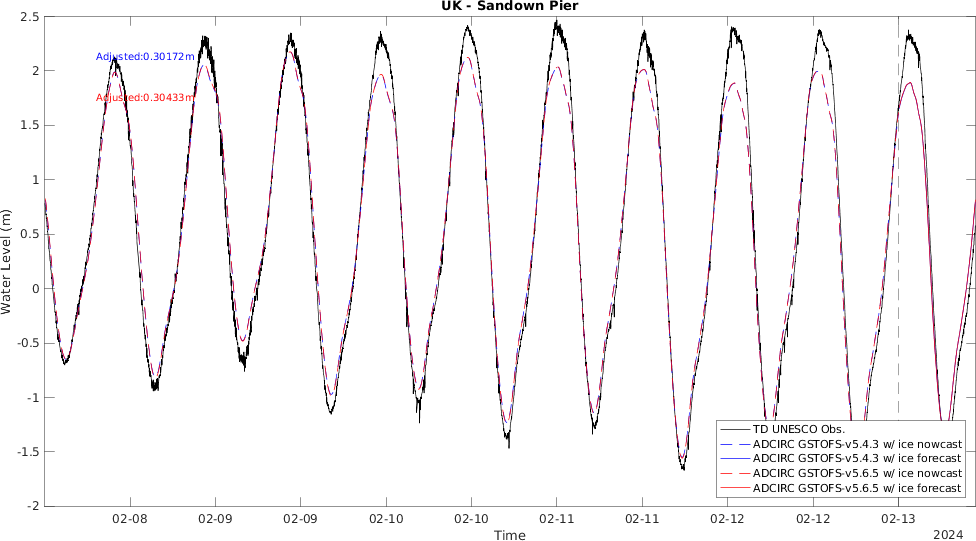 UK - Sandown Pier
2.5
2
1.5
1
0.5
0
-0.5
-1
-1.5
-2
Water Level (m)
Adjusted:0.30172m
Adjusted:0.30433m
TD UNESCO Obs.
ADCIRC GSTOFS-v5.4.3 w/ ice nowcast
ADCIRC GSTOFS-v5.4.3 w/ ice forecast
ADCIRC GSTOFS-v5.6.5 w/ ice nowcast
ADCIRC GSTOFS-v5.6.5 w/ ice forecast
02-08 02-09 02-09 02-10 02-10 02-11 02-11 02-12 02-12 02-13
Time
2024